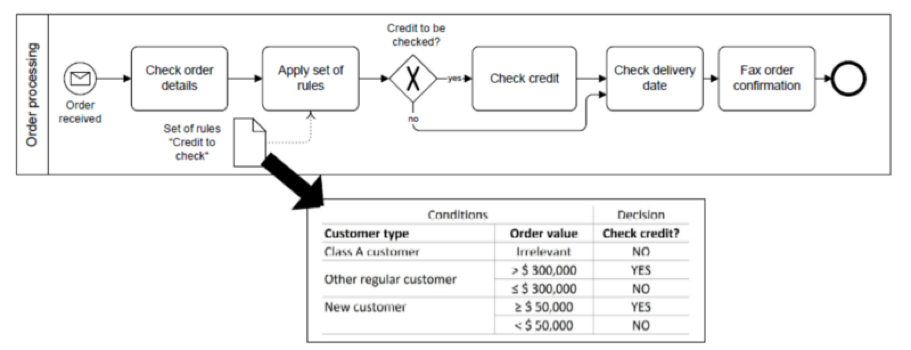 Order processing
Order
received
Check order
details
Set of rules
"Credit to
check"
Apply set of
rules
Credit to be
checked?
X
yes
no
Check credit
Check delivery
date
Fax order
confirmation
Conditions Decision
Customer type Order value Check credit?
Class A customer Irrelevant NO
Other regular customer > $ 300,000 YES
≤ $ 300,000 NO
New customer ≥ $ 50,000 YES
< $ 50,000 NO